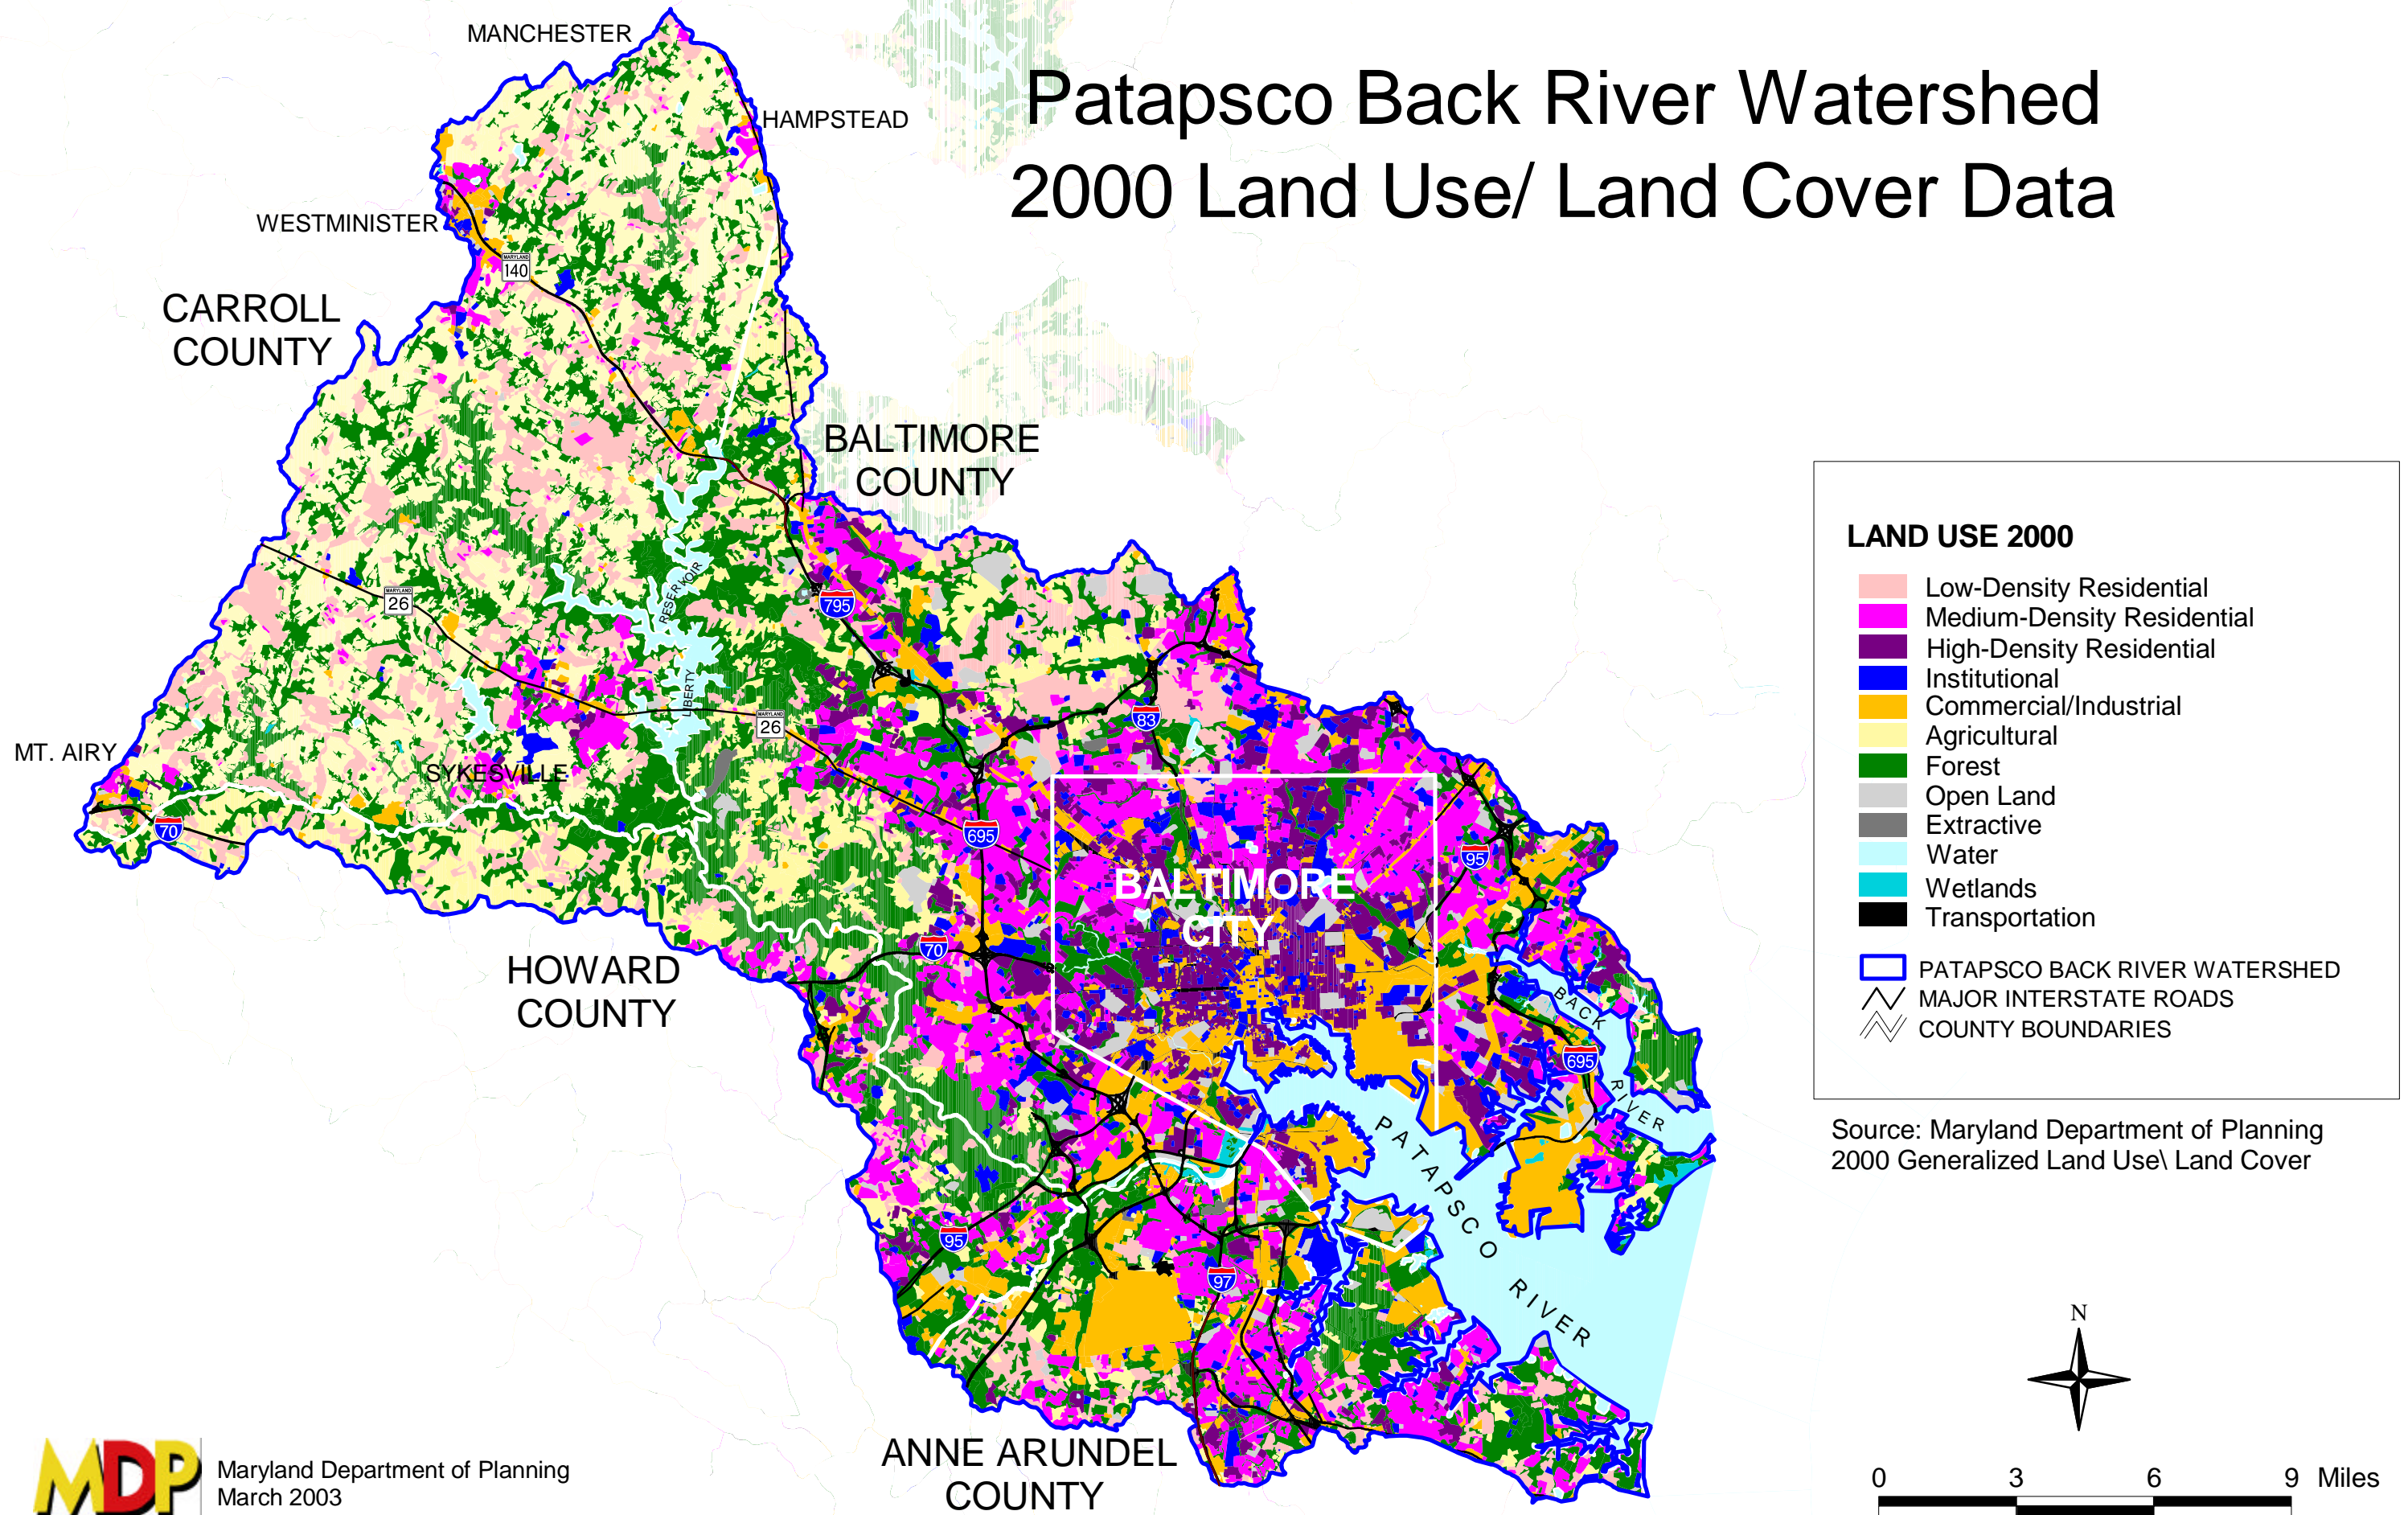 Patapsco Back River Watershed
2000 Land Use/ Land Cover Data
MANCHESTER
HAMPSTEAD
WESTMINISTER
MARYLAND
140
CARROLL
COUNTY
BALTIMORE
COUNTY
MARYLAND
26
795
RESERVOIR
LIBERTY
MARYLAND
26
83
MT. AIRY
SYKESVILLE
70
695
95
BALTIMORE
CITY
70
HOWARD
COUNTY
BACK
RIVER
695
PATAPSCO
RIVER
95
97
ANNE ARUNDEL
COUNTY
LAND USE 2000
Low-Density Residential
Medium-Density Residential
High-Density Residential
Institutional
Commercial/Industrial
Agricultural
Forest
Open Land
Extractive
Water
Wetlands
Transportation
PATAPSCO BACK RIVER WATERSHED
MAJOR INTERSTATE ROADS
COUNTY BOUNDARIES
Source: Maryland Department of Planning
2000 Generalized Land Use\ Land Cover
N
0 3 6 9 Miles
MDP
Maryland Department of Planning
March 2003